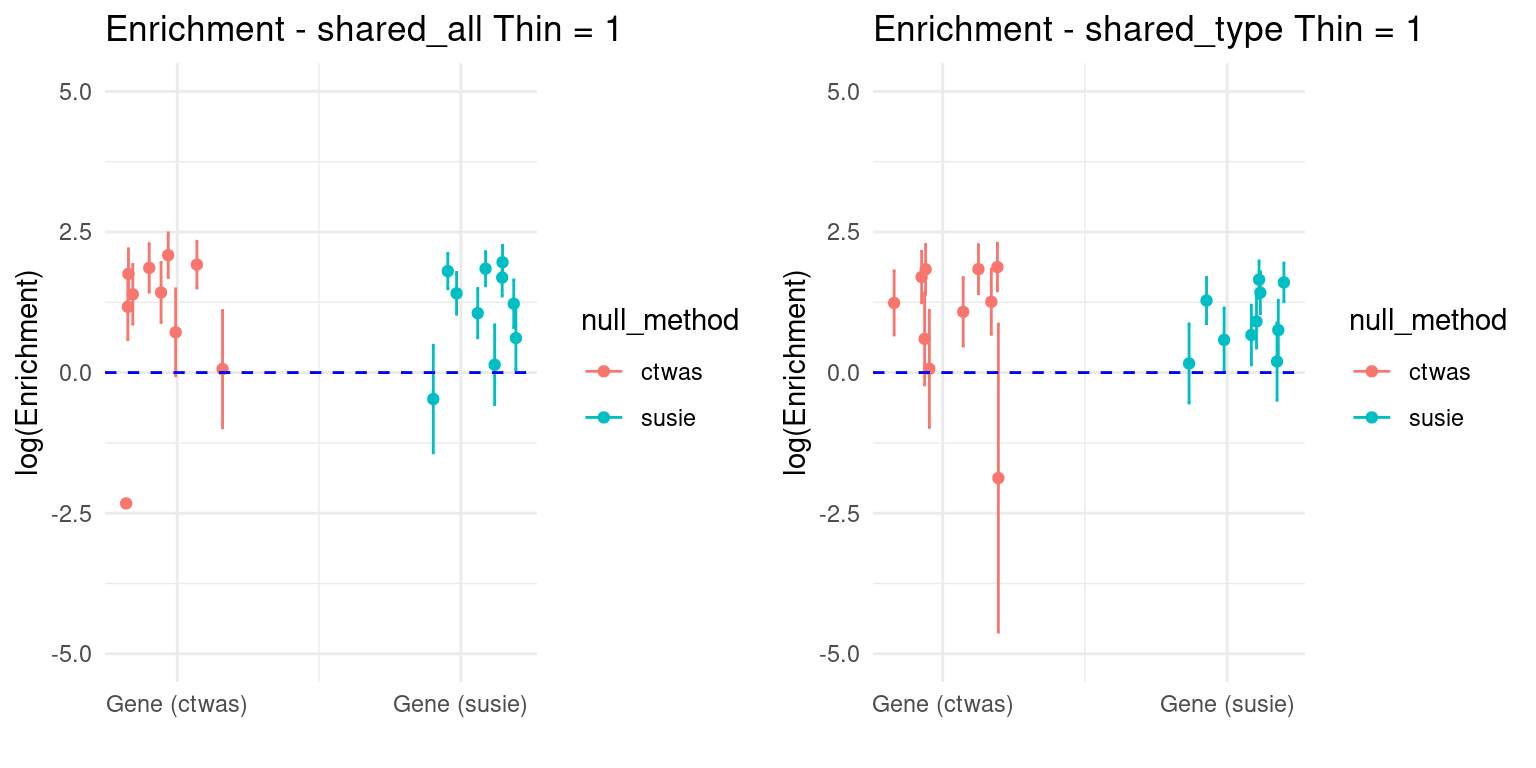 Enrichment - shared_all Thin = 1
5.0
2.5
0.0
-2.5
-5.0
log(Enrichment)
Gene (ctwas)
Gene (susie)
null_method
ctwas
susie
Enrichment - shared_type Thin = 1
5.0
2.5
0.0
-2.5
-5.0
log(Enrichment)
Gene (ctwas)
Gene (susie)
null_method
ctwas
susie